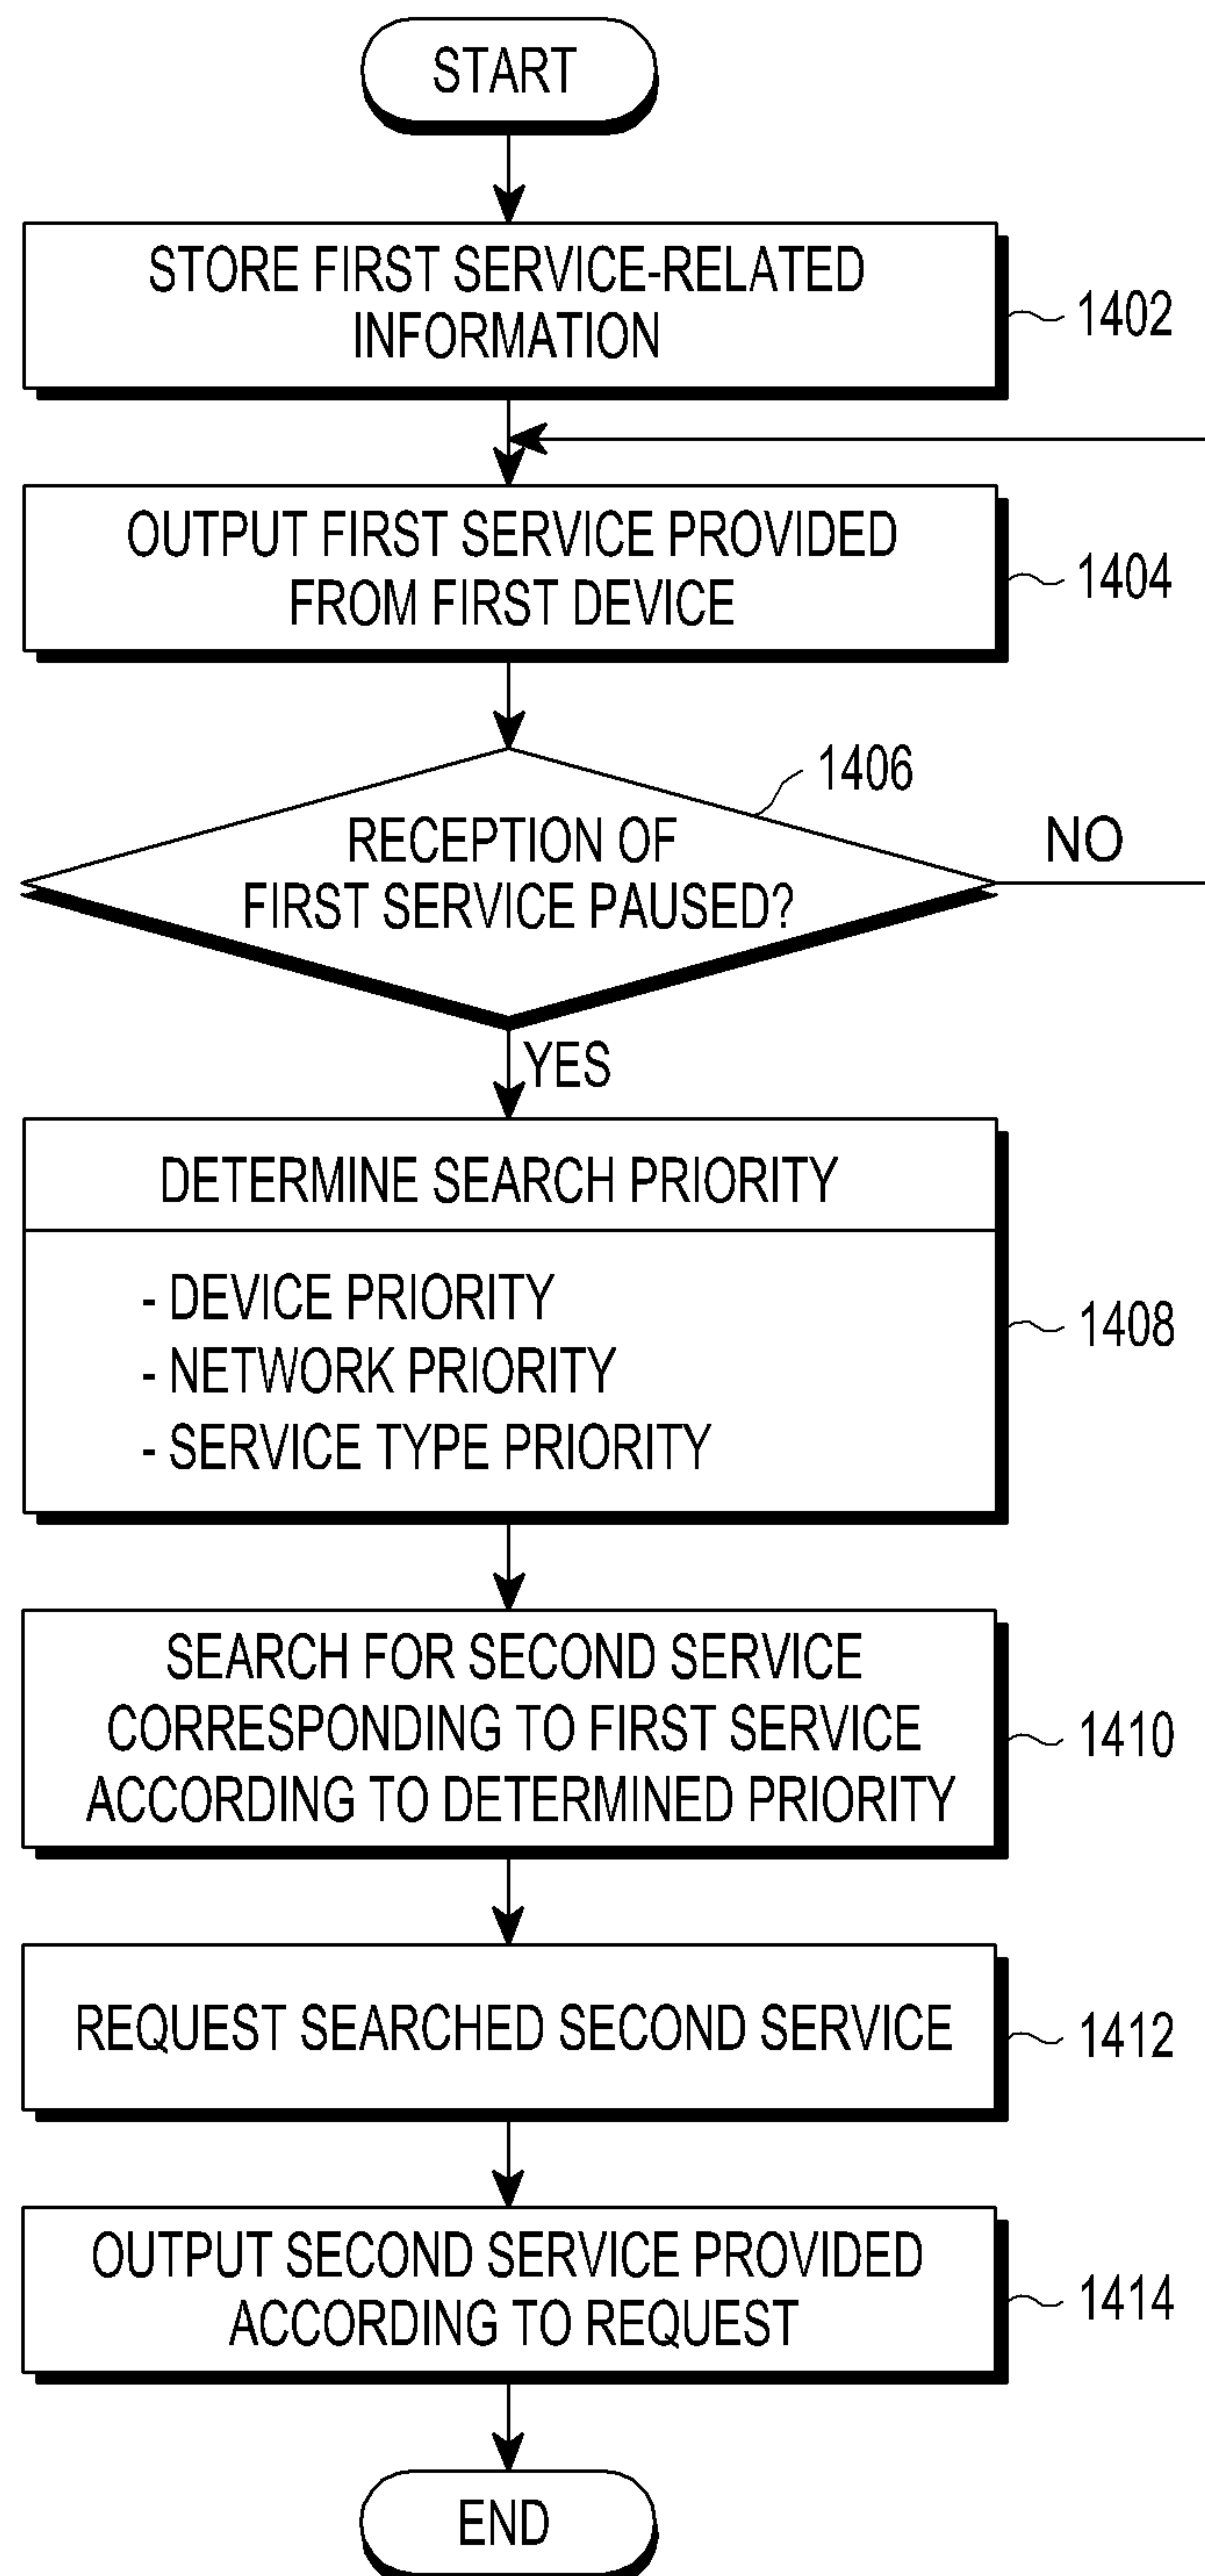 START
STORE FIRST SERVICE-RELATED
INFORMATION
1402
OUTPUT FIRST SERVICE PROVIDED
FROM FIRST DEVICE
1404
1406
RECEPTION OF
FIRST SERVICE PAUSED?
NO
YES
DETERMINE SEARCH PRIORITY
- DEVICE PRIORITY
- NETWORK PRIORITY
- SERVICE TYPE PRIORITY
1408
SEARCH FOR SECOND SERVICE
CORRESPONDING TO FIRST SERVICE
ACCORDING TO DETERMINED PRIORITY
1410
REQUEST SEARCHED SECOND SERVICE
1412
OUTPUT SECOND SERVICE PROVIDED
ACCORDING TO REQUEST
1414
END